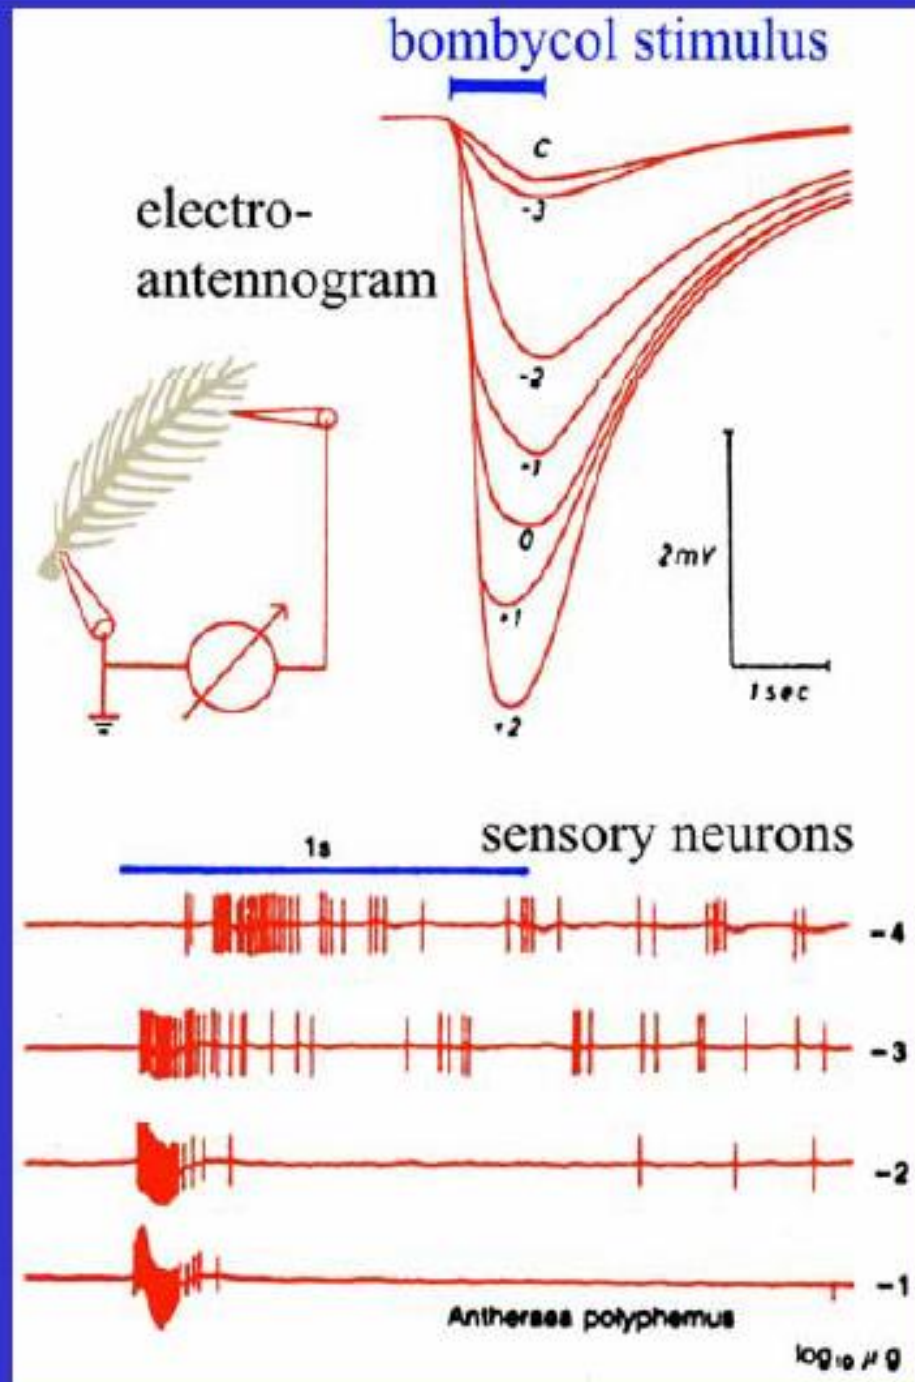 bombycol stimulus
C
-3
electro-
antennogram
-2
-1
0
+1
+2
2mV
1sec
sensory neurons
1s
-4
-3
-2
-1
Antheraea polyphemus
log₁₀ μg